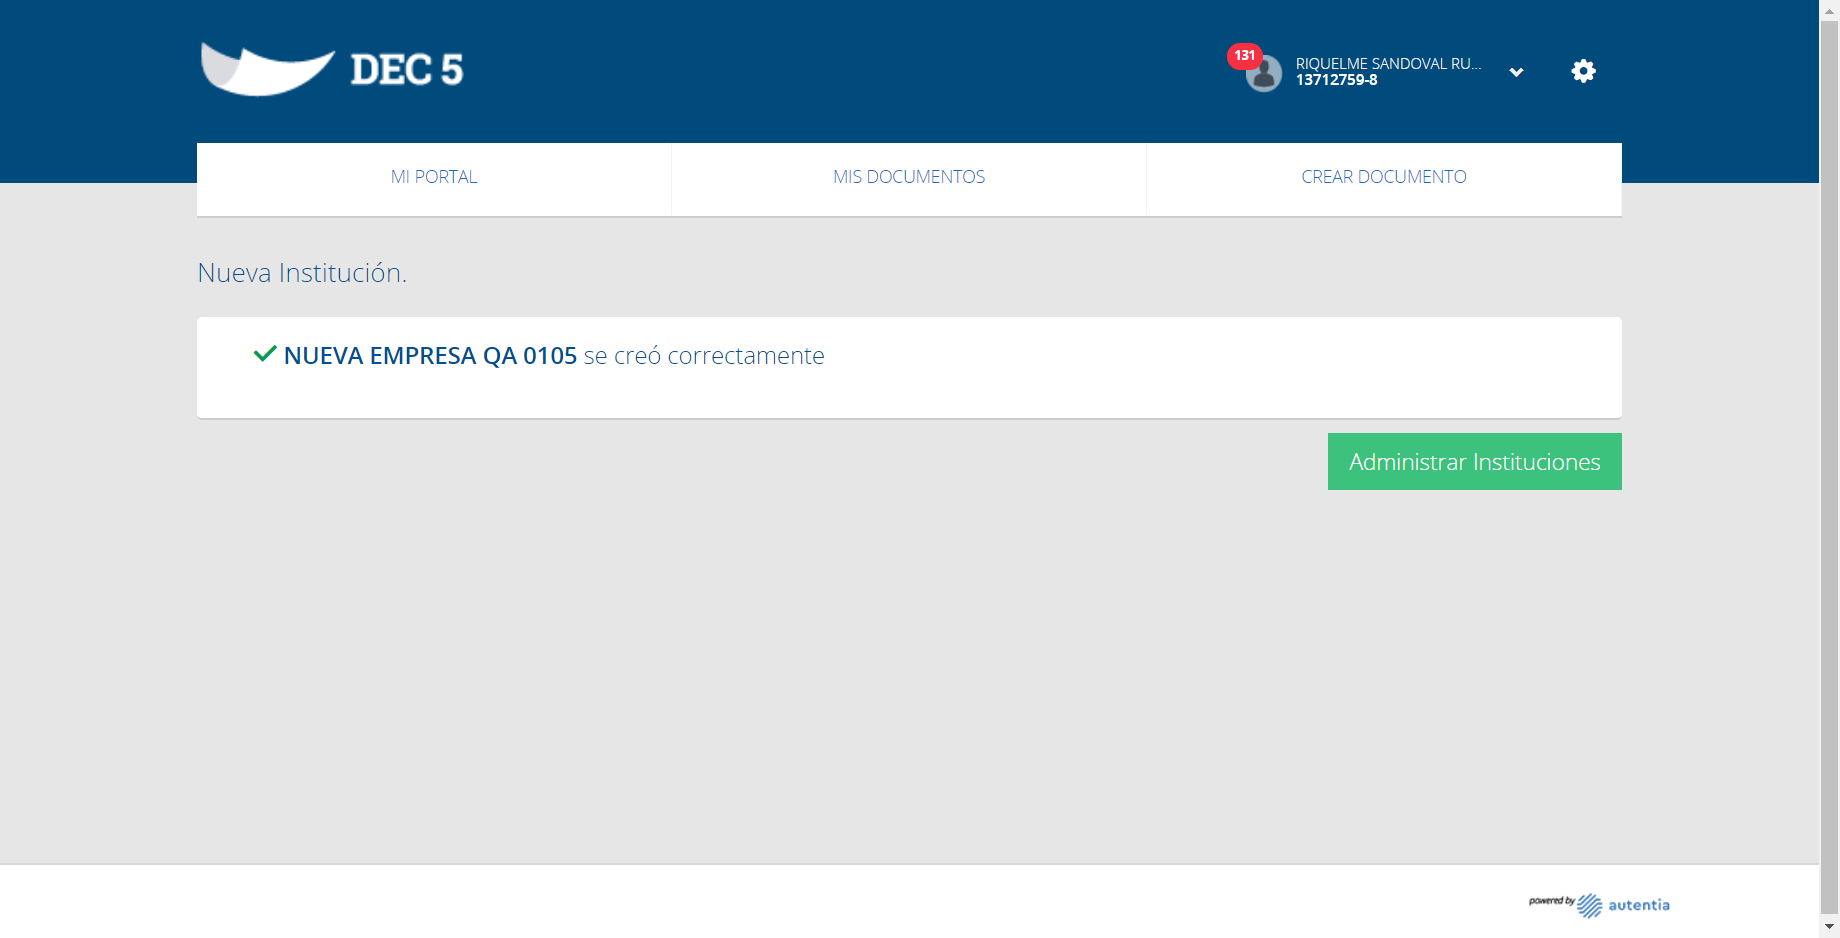 DEC 5
131
RIQUELME SANDOVAL RU...
13712759-8
MI PORTAL
MIS DOCUMENTOS
CREAR DOCUMENTO
Nueva Institución.
NUEVA EMPRESA QA 0105 se creó correctamente
Administrar Instituciones
powered by autentia